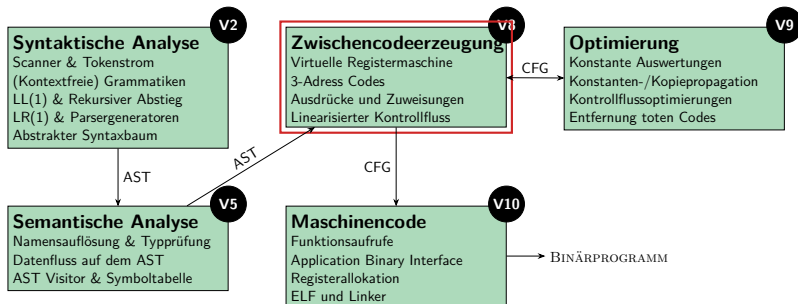 V2
Syntaktische Analyse
Scanner & Tokenstrom
(Kontextfreie) Grammatiken
LL(1) & Rekursiver Abstieg
LR(1) & Parsergeneratoren
Abstrakter Syntaxbaum
V8
Zwischencodeerzeugung
Virtuelle Registermaschine
3-Adress Codes
Ausdrücke und Zuweisungen
Linearisierter Kontrollfluss
CFG
V9
Optimierung
Konstante Auswertungen
Konstanten-/Kopiepropagation
Kontrollflussoptimierungen
Entfernung toten Codes
AST
AST
CFG
V5
Semantische Analyse
Namensauflösung & Typprüfung
Datenfluss auf dem AST
AST Visitor & Symboltabelle
V10
Maschinencode
Funktionsaufrufe
Application Binary Interface
Registerallokation
ELF und Linker
BINÄRPROGRAMM